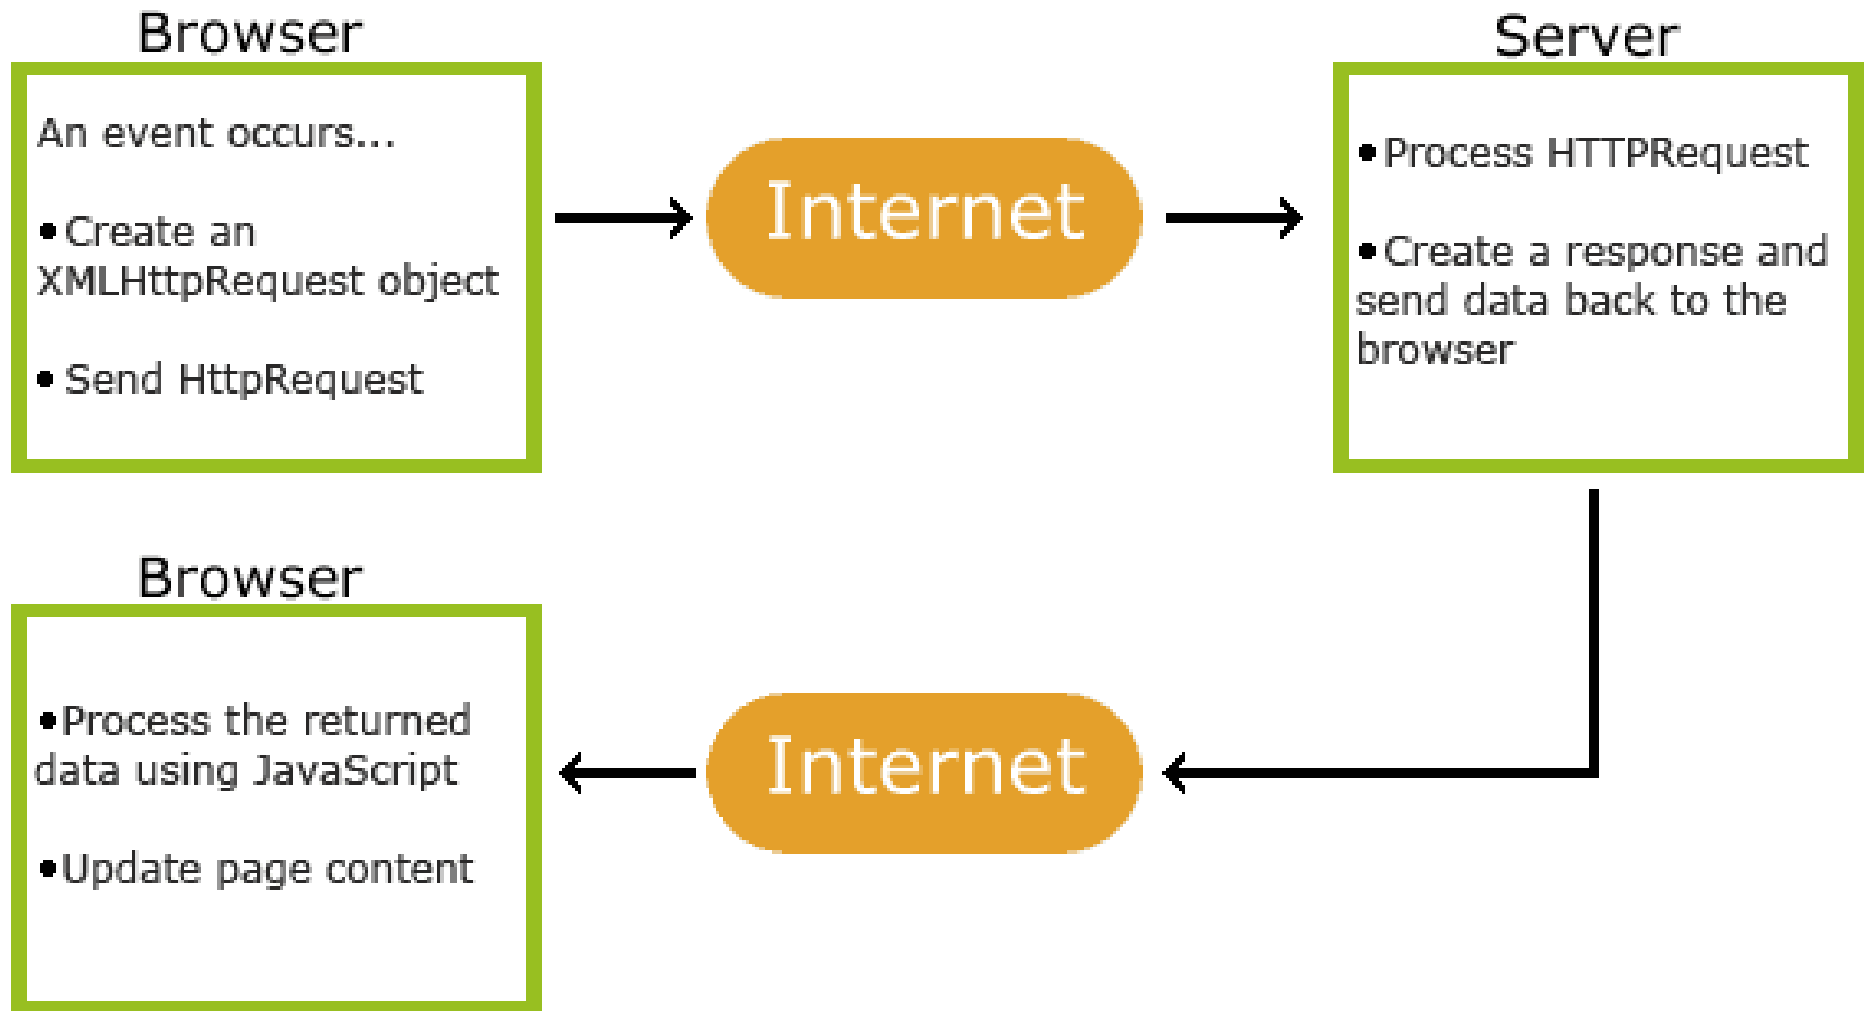 Browser
An event occurs...
•Create an
XMLHttpRequest object
• Send HttpRequest
Internet
Server
•Process HTTPRequest
•Create a response and
send data back to the
browser
Browser
•Process the returned
data using JavaScript
•Update page content
Internet